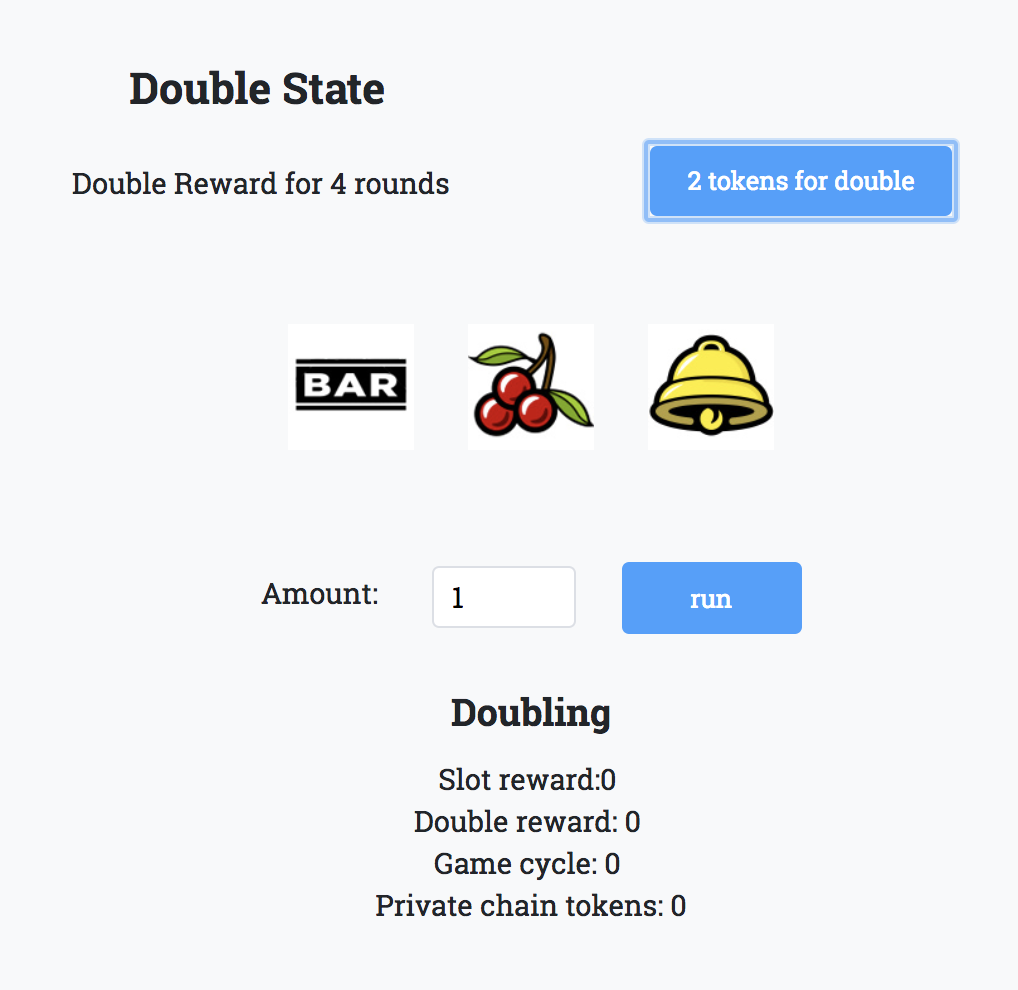 Double State
Double Reward for 4 rounds
2 tokens for double
BAR
Amount:
1
run
Doubling
Slot reward:0
Double reward: 0
Game cycle: 0
Private chain tokens: 0